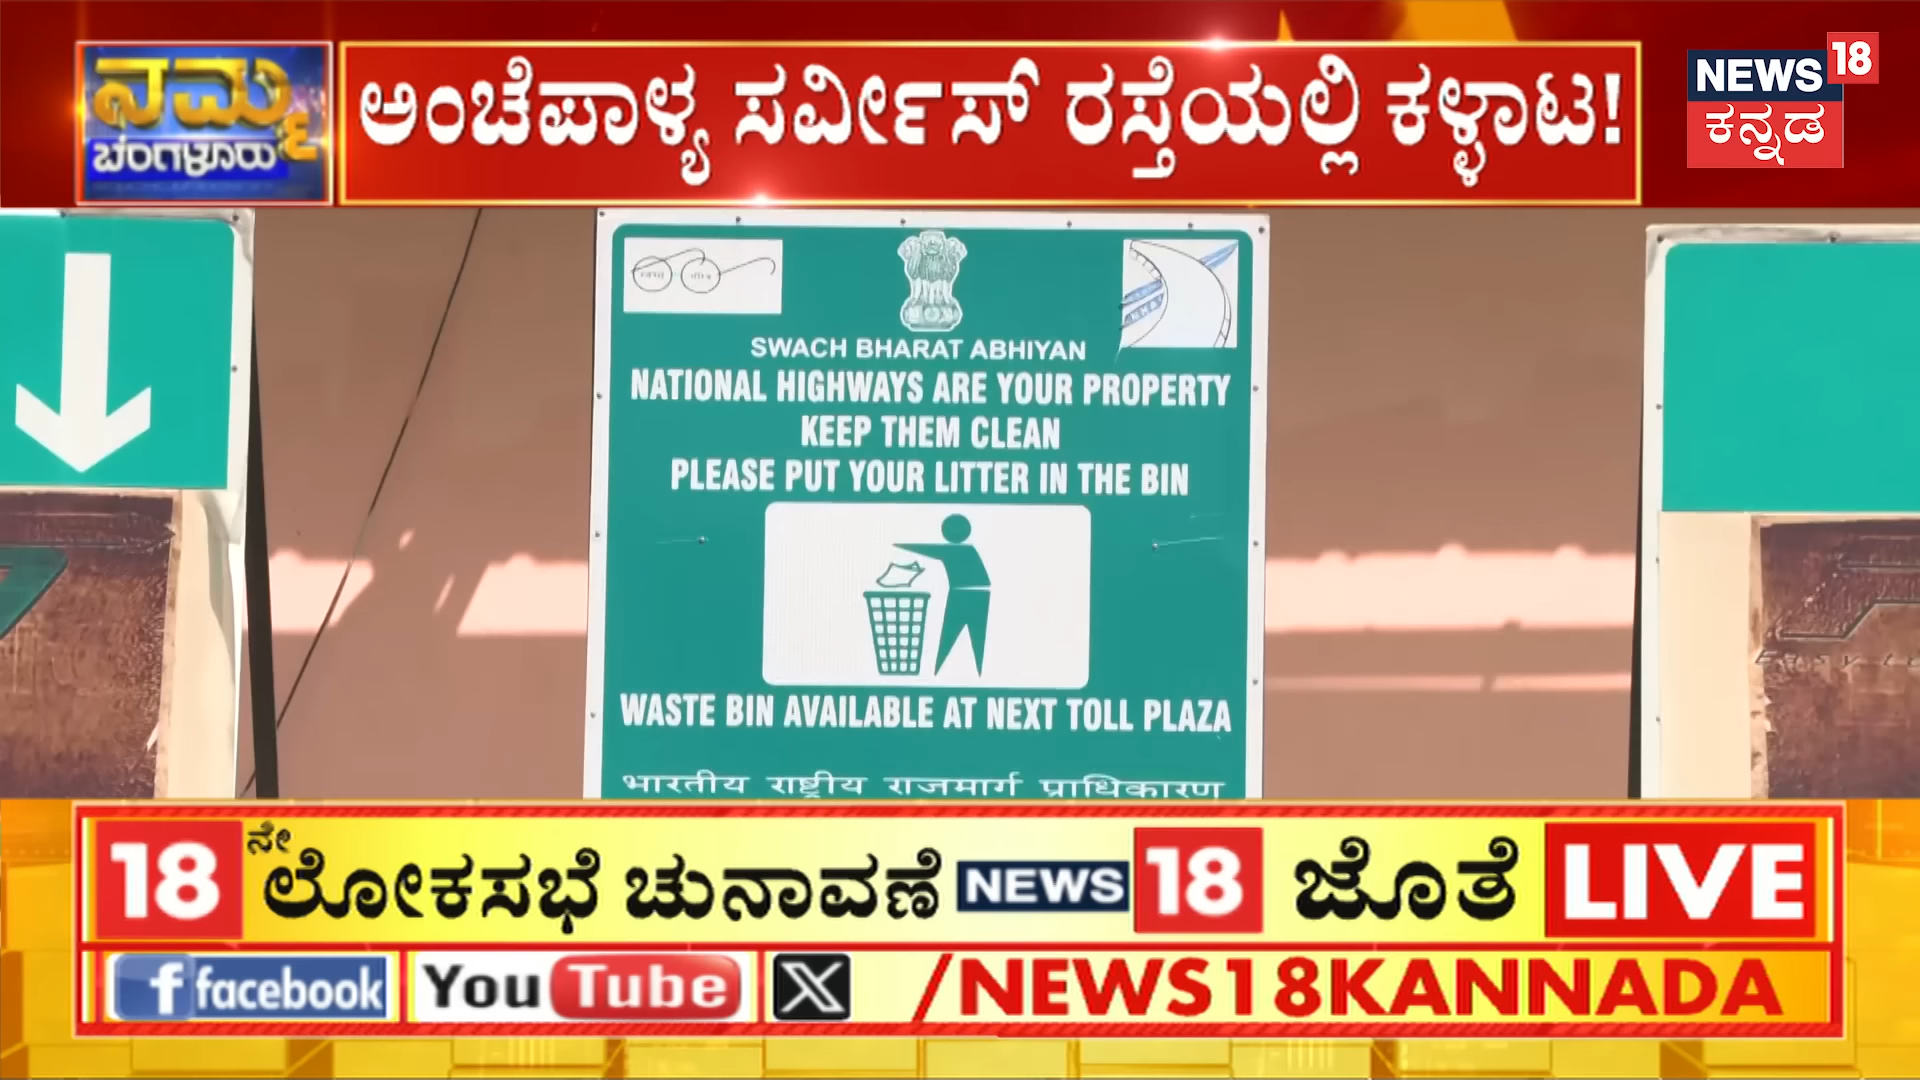 ನಮ್ಮ
ಬೆಂಗಳೂರು
ಅಂಚೆಪಾಳ್ಯ ಸರ್ವೀಸ್ ರಸ್ತೆಯಲ್ಲಿ ಕಳ್ಳಾಟ!
NEWS 18
ಕನ್ನಡ
SWACH BHARAT ABHIYAN
NATIONAL HIGHWAYS ARE YOUR PROPERTY
KEEP THEM CLEAN
PLEASE PUT YOUR LITTER IN THE BIN
WASTE BIN AVAILABLE AT NEXT TOLL PLAZA
भारतीय राष्ट्रीय राजमार्ग प्राधिकारण
18 ನೇ ಲೋಕಸಭೆ ಚುನಾವಣೆ NEWS 18 ಜೊತೆ LIVE
facebook YouTube X /NEWS18KANNADA